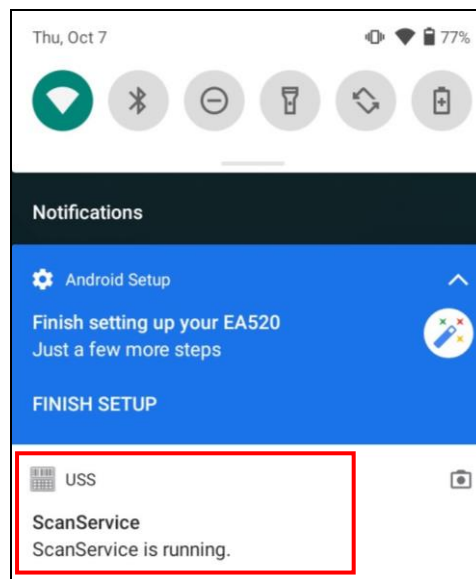 Thu, Oct 7
77%
Notifications
Android Setup
Finish setting up your EA520
Just a few more steps
FINISH SETUP
USS
ScanService
ScanService is running.